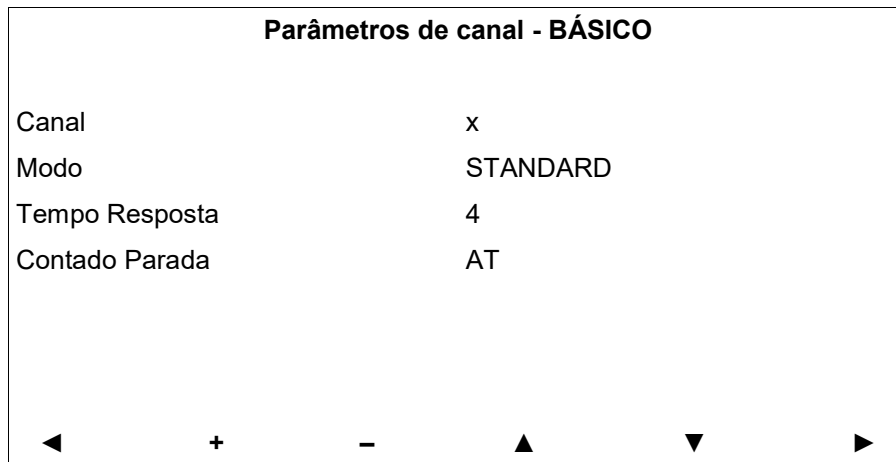 Parâmetros de canal - BÁSICO
Canal x
Modo STANDARD
Tempo Resposta 4
Contado Parada AT
◄ + – ▲ ▼ ►